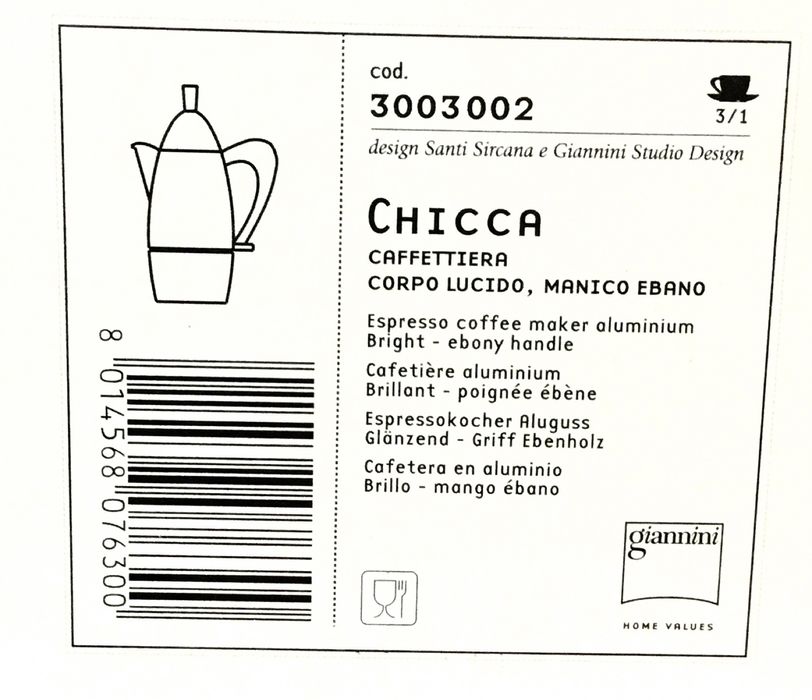 cod.
3003002
3/1
design Santi Sircana e Giannini Studio Design
CHICCA
CAFFETTIERA
CORPO LUCIDO, MANICO EBANO
Espresso coffee maker aluminium
Bright - ebony handle
Cafetière aluminium
Brillant - poignée ébène
Espressokocher Aluguss
Glänzend - Griff Ebenholz
Cafetera en aluminio
Brillo - mango ébano
8 014568 076300
giannini
HOME VALUES